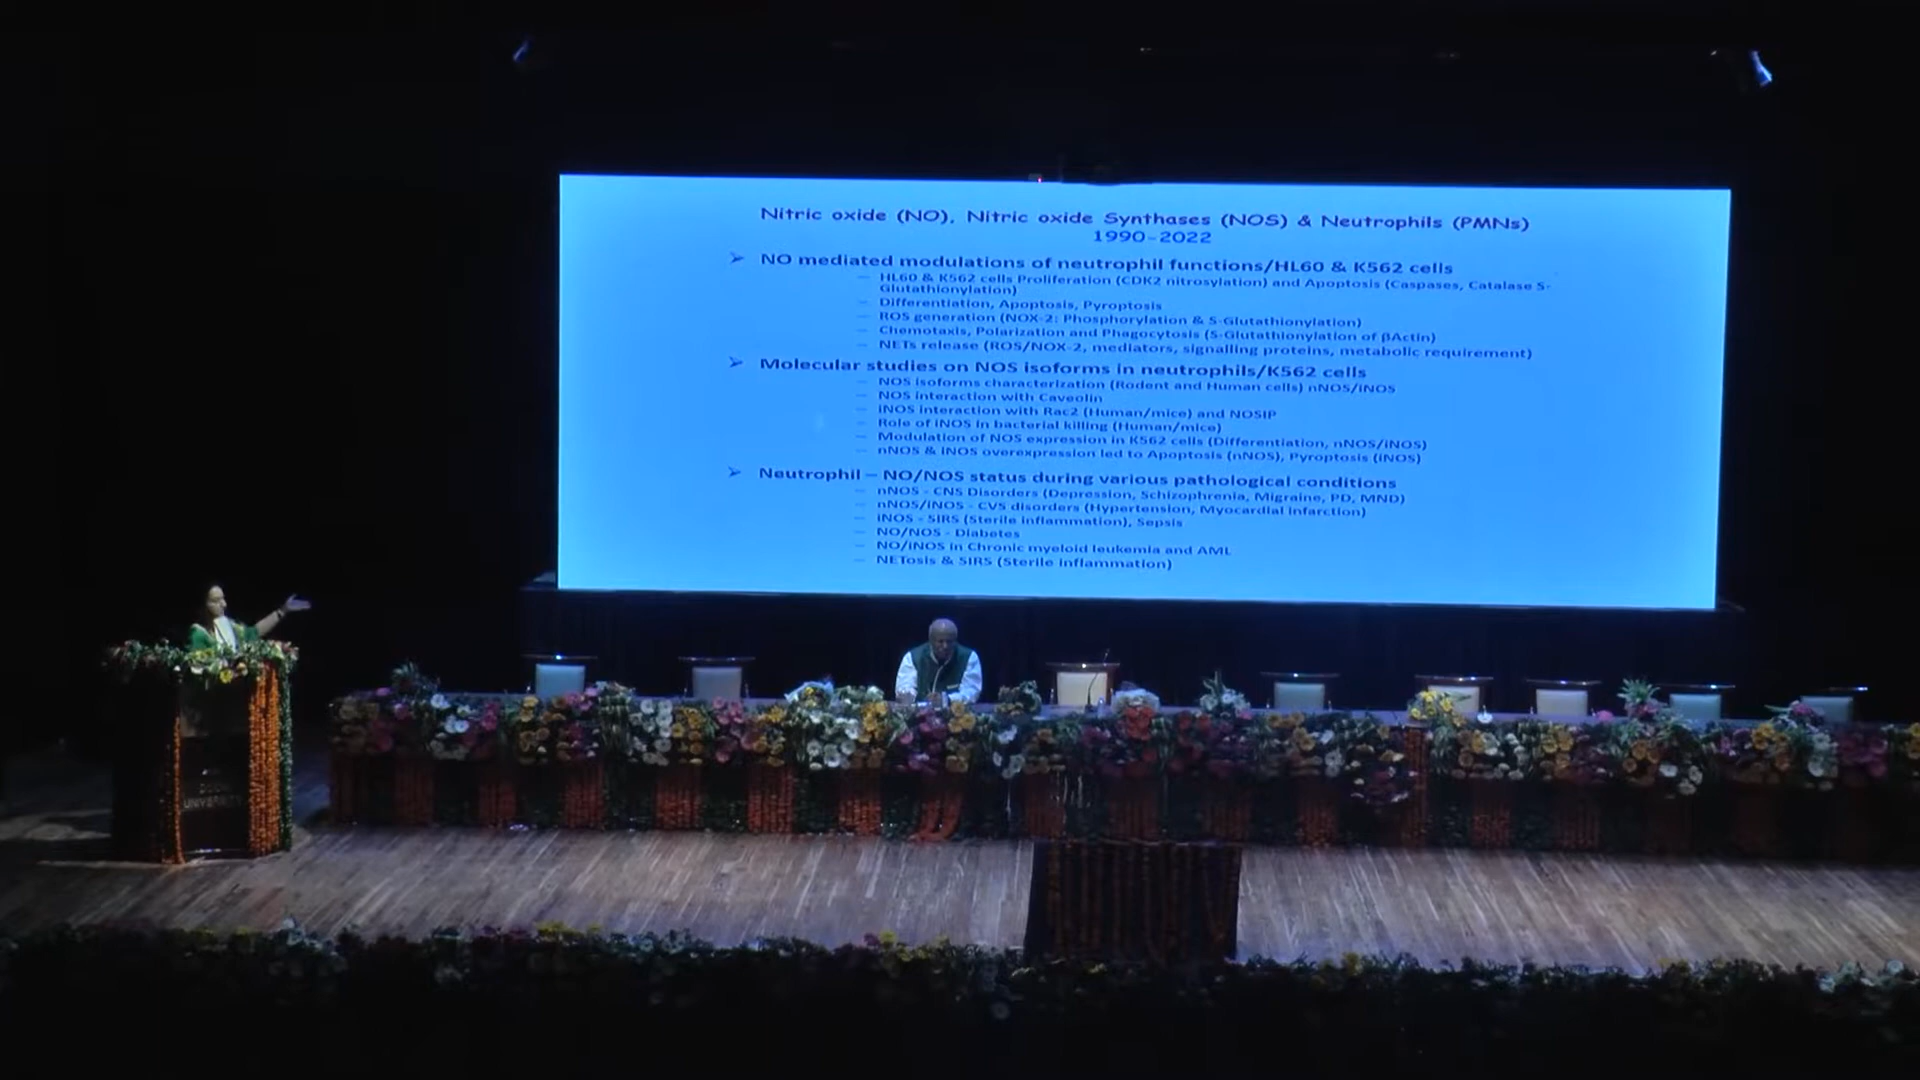 Nitric oxide (NO), Nitric oxide Synthases (NOS) & Neutrophils (PMNs)
1990-2022
➢ NO mediated modulations of neutrophil functions/HL60 & K562 cells
– HL60 & K562 cells Proliferation (CDK2 nitrosylation) and Apoptosis (Caspases, Catalase S-
Glutathionylation)
– Differentiation, Apoptosis, Pyroptosis
– ROS generation (NOX-2: Phosphorylation & S-Glutathionylation)
– Chemotaxis, Polarization and Phagocytosis (S-Glutathionylation of βActin)
– NETs release (ROS/NOX-2, mediators, signalling proteins, metabolic requirement)
➢ Molecular studies on NOS isoforms in neutrophils/K562 cells
– NOS isoforms characterization (Rodent and Human cells) nNOS/iNOS
– NOS interaction with Caveolin
– iNOS interaction with Rac2 (Human/mice) and NOSIP
– Role of iNOS in bacterial killing (Human/mice)
– Modulation of NOS expression in K562 cells (Differentiation, nNOS/iNOS)
– nNOS & iNOS overexpression led to Apoptosis (nNOS), Pyroptosis (iNOS)
➢ Neutrophil – NO/NOS status during various pathological conditions
– nNOS - CNS Disorders (Depression, Schizophrenia, Migraine, PD, MND)
– nNOS/iNOS - CVS disorders (Hypertension, Myocardial infarction)
– iNOS - SIRS (Sterile inflammation), Sepsis
– NO/NOS - Diabetes
– NO/iNOS in Chronic myeloid leukemia and AML
– NETosis & SIRS (Sterile inflammation)
UNIVERSITY